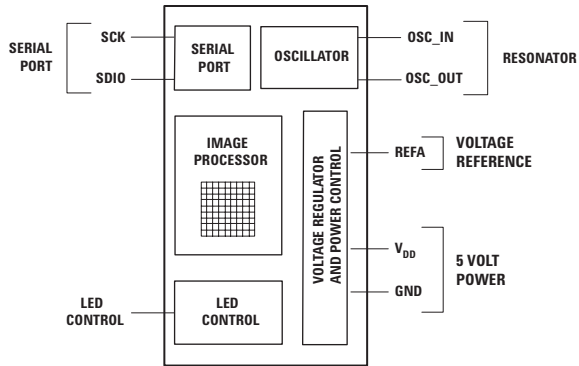 SERIAL
PORT
SCK
SDIO
SERIAL
PORT
OSCILLATOR
OSC_IN
OSC_OUT
RESONATOR
IMAGE
PROCESSOR
VOLTAGE REGULATOR
AND POWER CONTROL
REFA
VOLTAGE
REFERENCE
VDD
GND
5 VOLT
POWER
LED
CONTROL
LED
CONTROL